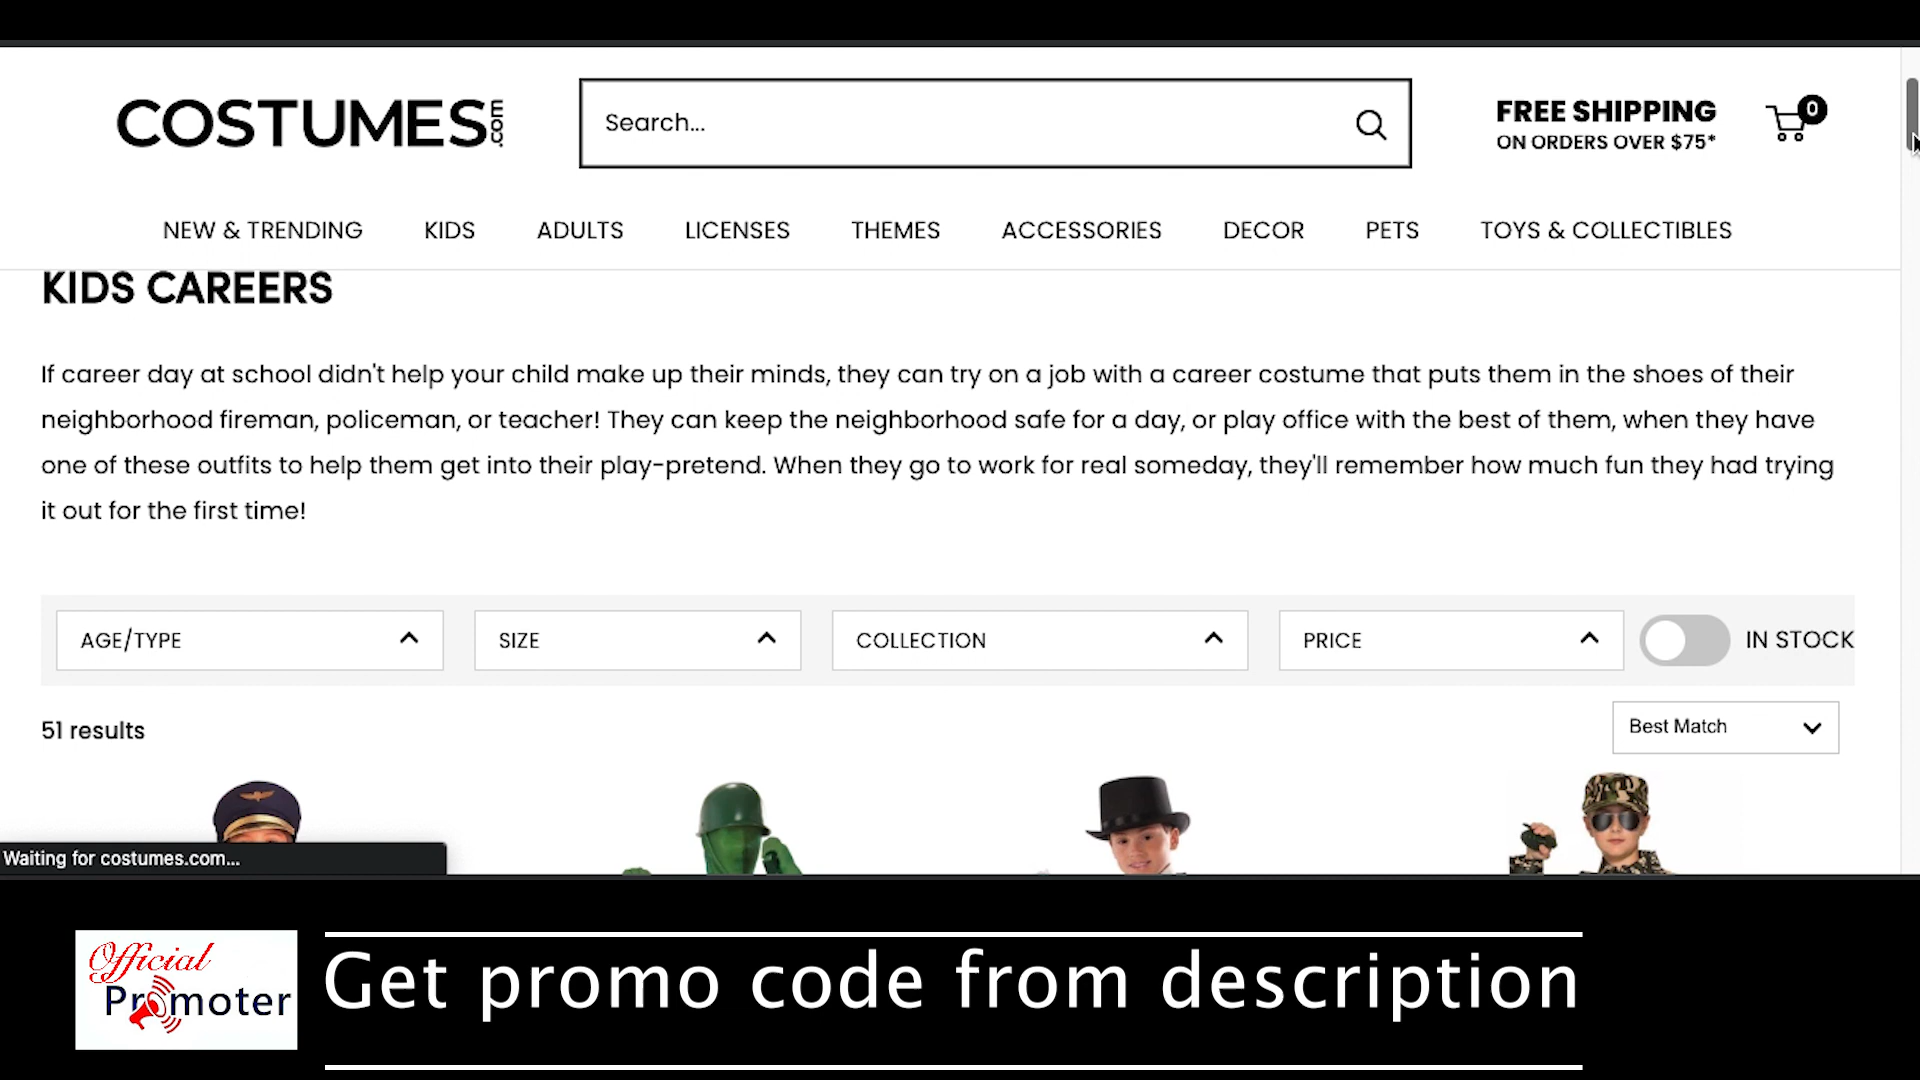 COSTUMES.com
Search...
FREE SHIPPING
ON ORDERS OVER $75*
0
NEW & TRENDING KIDS ADULTS LICENSES THEMES ACCESSORIES DECOR PETS TOYS & COLLECTIBLES
KIDS CAREERS
If career day at school didn't help your child make up their minds, they can try on a job with a career costume that puts them in the shoes of their
neighborhood fireman, policeman, or teacher! They can keep the neighborhood safe for a day, or play office with the best of them, when they have
one of these outfits to help them get into their play-pretend. When they go to work for real someday, they'll remember how much fun they had trying
it out for the first time!
AGE/TYPE SIZE COLLECTION PRICE IN STOCK
51 results
Best Match
Waiting for costumes.com...
Official
Promoter
Get promo code from description